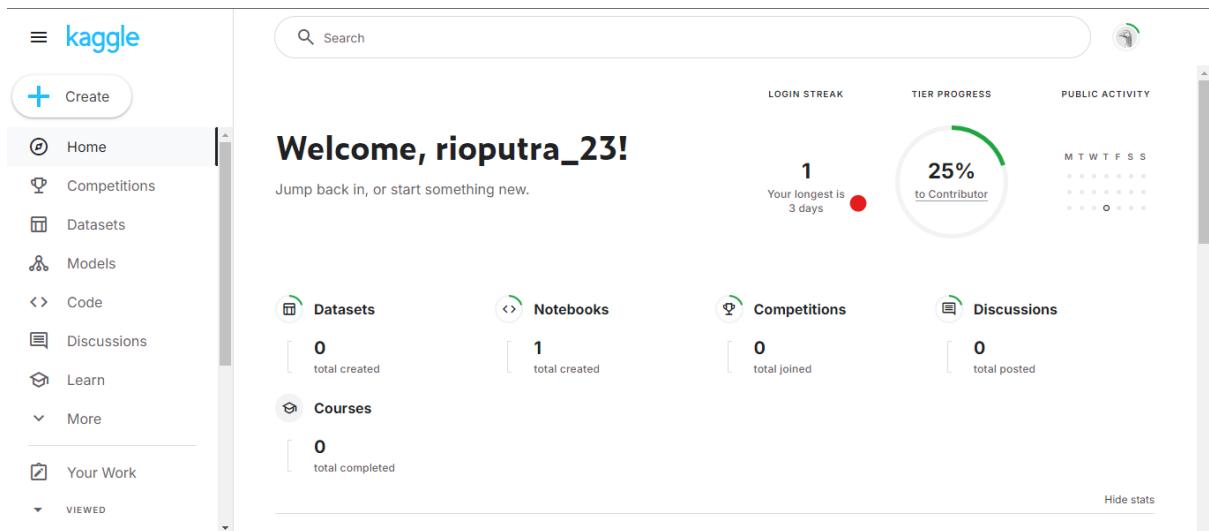 kaggle
Search
Create
Home
Competitions
Datasets
Models
Code
Discussions
Learn
More
Your Work
VIEWED
LOGIN STREAK
TIER PROGRESS
PUBLIC ACTIVITY
Welcome, rioputra_23!
Jump back in, or start something new.
1
Your longest is
3 days
25%
to Contributor
M T W T F S S
Datasets
0
total created
Notebooks
1
total created
Competitions
0
total joined
Discussions
0
total posted
Courses
0
total completed
Hide stats